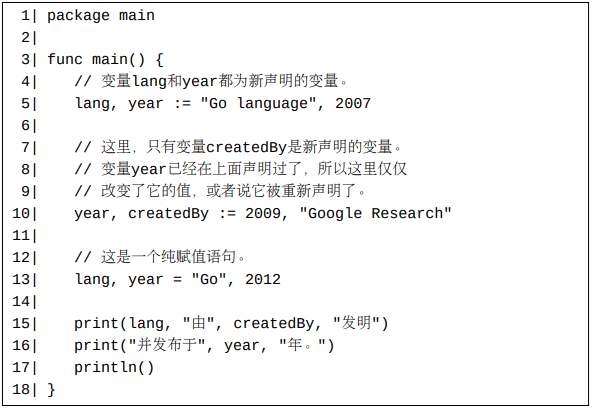 1| package main
2|
3| func main() {
4|    // 变量lang和year都为新声明的变量。
5|    lang, year := "Go language", 2007
6|
7|    // 这里，只有变量createdBy是新声明的变量。
8|    // 变量year已经在上面声明过了，所以这里仅仅
9|    // 改变了它的值，或者说它被重新声明了。
10|    year, createdBy := 2009, "Google Research"
11|
12|    // 这是一个纯赋值语句。
13|    lang, year = "Go", 2012
14|
15|    print(lang, "由", createdBy, "发明")
16|    print("并发布于", year, "年。")
17|    println()
18| }